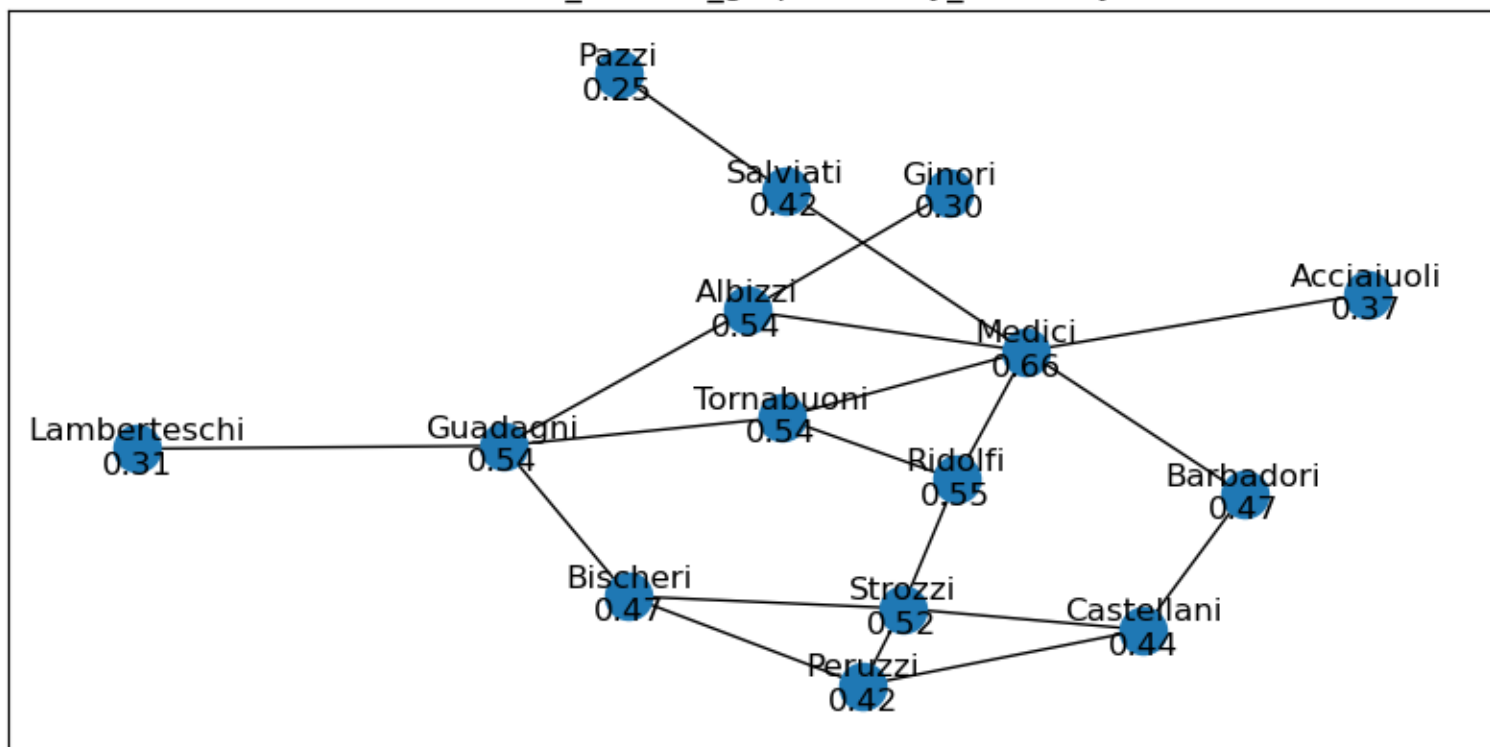 Pazzi
0.25
Salviati
0.42
Ginori
0.30
Acciaiuoli
0.37
Albizzi
0.54
Medici
0.66
Tornabuoni
0.54
Lamberteschi
0.31
Guadagni
0.54
Ridolfi
0.55
Barbadori
0.47
Bischeri
0.47
Strozzi
0.52
Castellani
0.44
Peruzzi
0.42